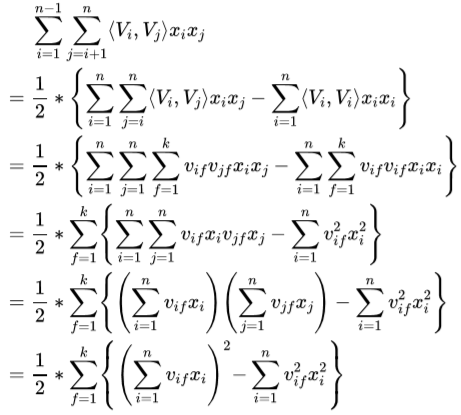 \sum_{i=1}^{n-1} \sum_{j=i+1}^{n} \langle V_i, V_j \rangle x_i x_j
= \frac{1}{2} * \left\{ \sum_{i=1}^{n} \sum_{j=i}^{n} \langle V_i, V_j \rangle x_i x_j - \sum_{i=1}^{n} \langle V_i, V_i \rangle x_i x_i \right\}
= \frac{1}{2} * \left\{ \sum_{i=1}^{n} \sum_{j=1}^{n} \sum_{f=1}^{k} v_{if} v_{jf} x_i x_j - \sum_{i=1}^{n} \sum_{f=1}^{k} v_{if} v_{if} x_i x_i \right\}
= \frac{1}{2} * \sum_{f=1}^{k} \left\{ \sum_{i=1}^{n} \sum_{j=1}^{n} v_{if} x_i v_{jf} x_j - \sum_{i=1}^{n} v_{if}^2 x_i^2 \right\}
= \frac{1}{2} * \sum_{f=1}^{k} \left\{ \left( \sum_{i=1}^{n} v_{if} x_i \right) \left( \sum_{j=1}^{n} v_{jf} x_j \right) - \sum_{i=1}^{n} v_{if}^2 x_i^2 \right\}
= \frac{1}{2} * \sum_{f=1}^{k} \left\{ \left( \sum_{i=1}^{n} v_{if} x_i \right)^2 - \sum_{i=1}^{n} v_{if}^2 x_i^2 \right\}